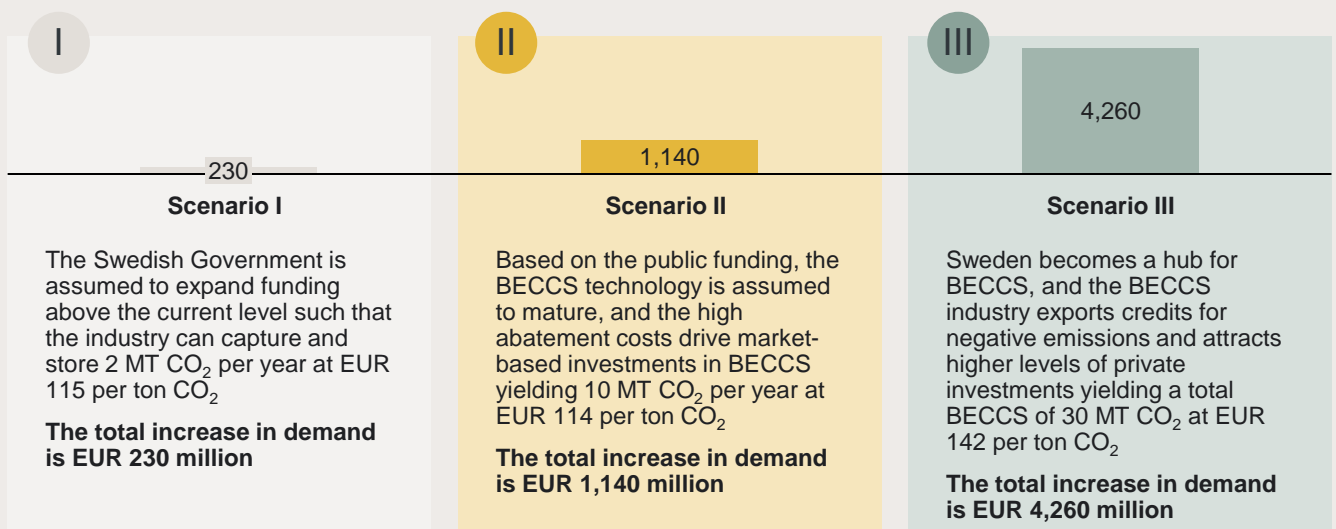 I
II
III
230
1,140
4,260
Scenario I
The Swedish Government is
assumed to expand funding
above the current level such that
the industry can capture and
store 2 MT CO₂ per year at EUR
115 per ton CO₂
The total increase in demand
is EUR 230 million
Scenario II
Based on the public funding, the
BECCS technology is assumed
to mature, and the high
abatement costs drive market-
based investments in BECCS
yielding 10 MT CO₂ per year at
EUR 114 per ton CO₂
The total increase in demand
is EUR 1,140 million
Scenario III
Sweden becomes a hub for
BECCS, and the BECCS
industry exports credits for
negative emissions and attracts
higher levels of private
investments yielding a total
BECCS of 30 MT CO₂ at EUR
142 per ton CO₂
The total increase in demand
is EUR 4,260 million